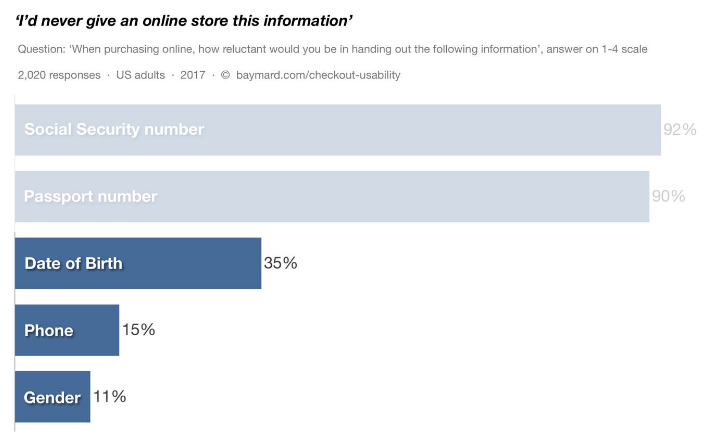 ‘I’d never give an online store this information’
Question: ‘When purchasing online, how reluctant would you be in handing out the following information’, answer on 1-4 scale
2,020 responses · US adults · 2017 · © baymard.com/checkout-usability
Social Security number 92%
Passport number 90%
Date of Birth 35%
Phone 15%
Gender 11%